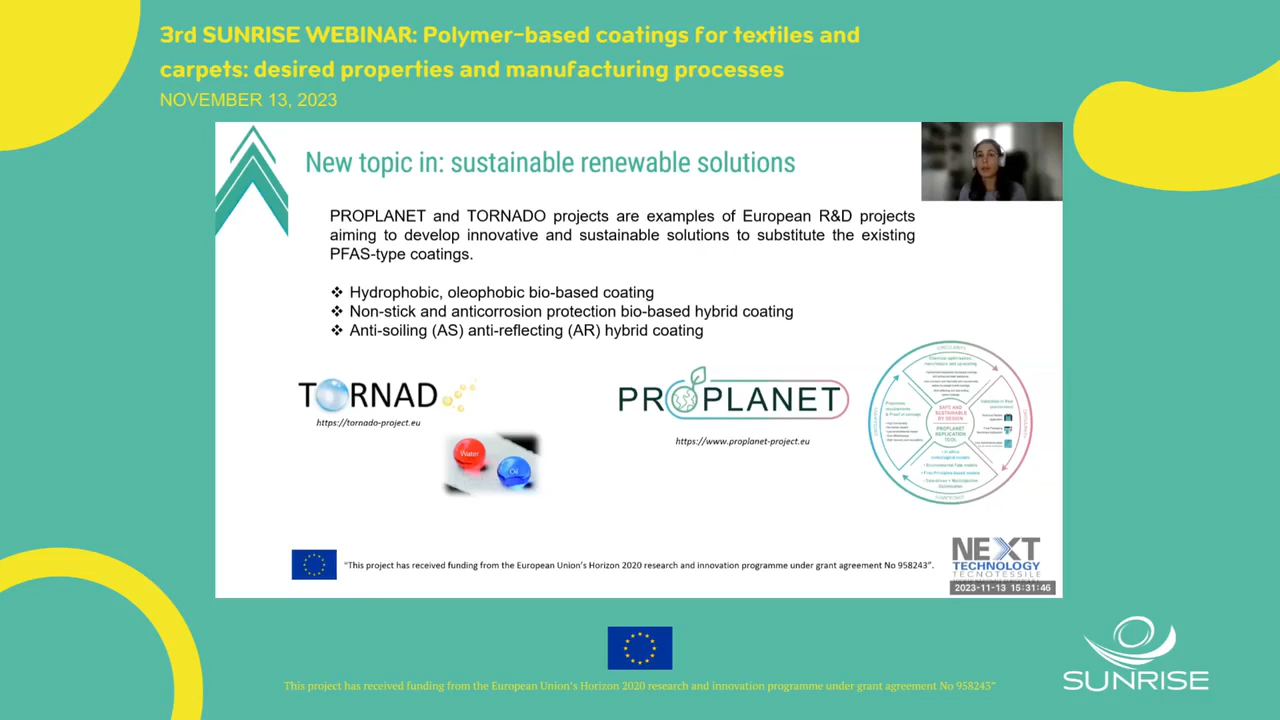 3rd SUNRISE WEBINAR: Polymer-based coatings for textiles and
carpets: desired properties and manufacturing processes
NOVEMBER 13, 2023
New topic in: sustainable renewable solutions
PROPLANET and TORNADO projects are examples of European R&D projects
aiming to develop innovative and sustainable solutions to substitute the existing
PFAS-type coatings.
❖ Hydrophobic, oleophobic bio-based coating
❖ Non-stick and anticorrosion protection bio-based hybrid coating
❖ Anti-soiling (AS) anti-reflecting (AR) hybrid coating
TORNAD
https://tornado-project.eu
Water
Oil
PROPLANET
https://www.proplanet-project.eu
SAFE AND
SUSTAINABLE
BY DESIGN
PROPLANET
REPLICATION
TOOL
"This project has received funding from the European Union's Horizon 2020 research and innovation programme under grant agreement No 958243".
NEXT
TECHNOLOGY
TECNOTESSILE
2023-11-13 15:31:46
SUNRISE
This project has received funding from the European Union's Horizon 2020 research and innovation programme under grant agreement No 958243"